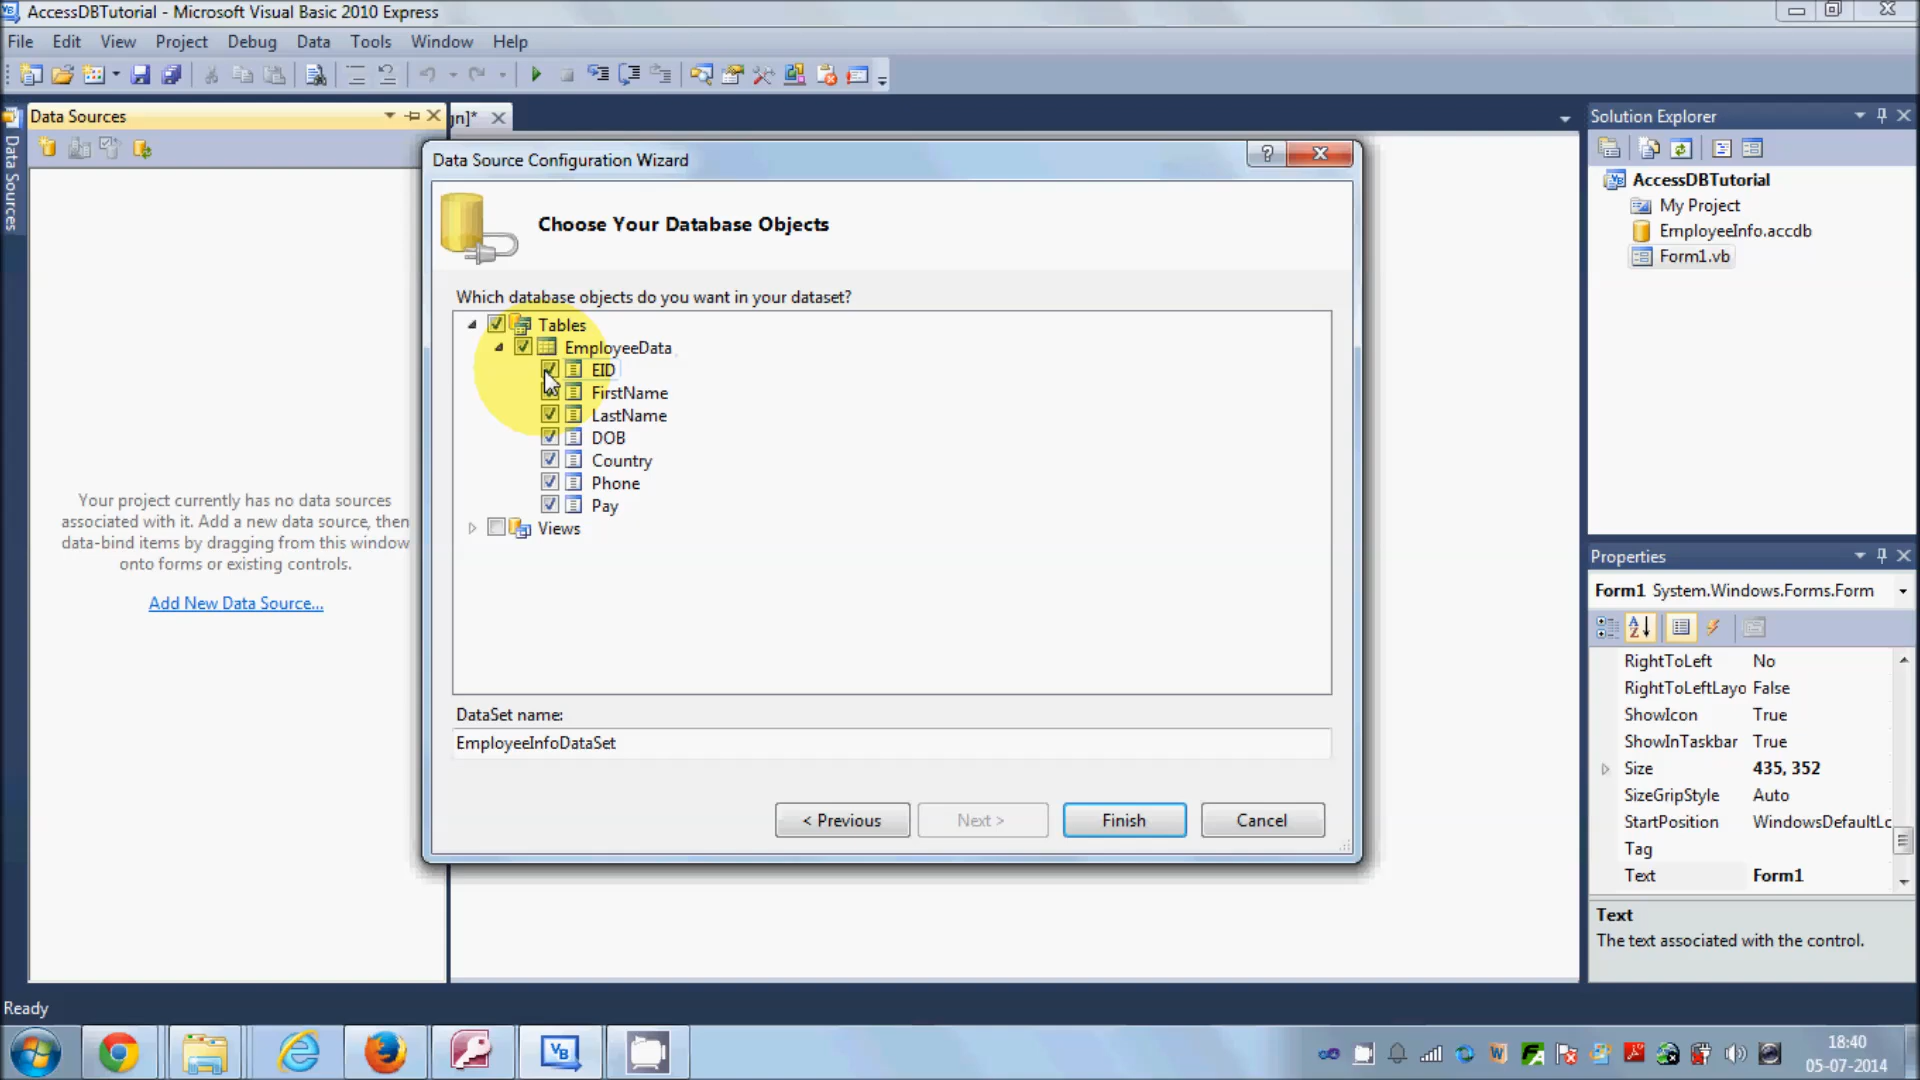 AccessDBTutorial - Microsoft Visual Basic 2010 Express
File Edit View Project Debug Data Tools Window Help
Data Sources
gn]*
Solution Explorer
Data Sources
AccessDBTutorial
My Project
EmployeeInfo.accdb
Form1.vb
Data Source Configuration Wizard
Choose Your Database Objects
Which database objects do you want in your dataset?
Tables
EmployeeData
EID
FirstName
LastName
DOB
Country
Phone
Pay
Views
DataSet name:
EmployeeInfoDataSet
< Previous Next > Finish Cancel
Your project currently has no data sources
associated with it. Add a new data source, then
data-bind items by dragging from this window
onto forms or existing controls.
Add New Data Source...
Properties
Form1 System.Windows.Forms.Form
RightToLeft No
RightToLeftLayo False
ShowIcon True
ShowInTaskbar True
Size 435, 352
SizeGripStyle Auto
StartPosition WindowsDefaultLc
Tag
Text Form1
Text
The text associated with the control.
Ready
18:40
05-07-2014